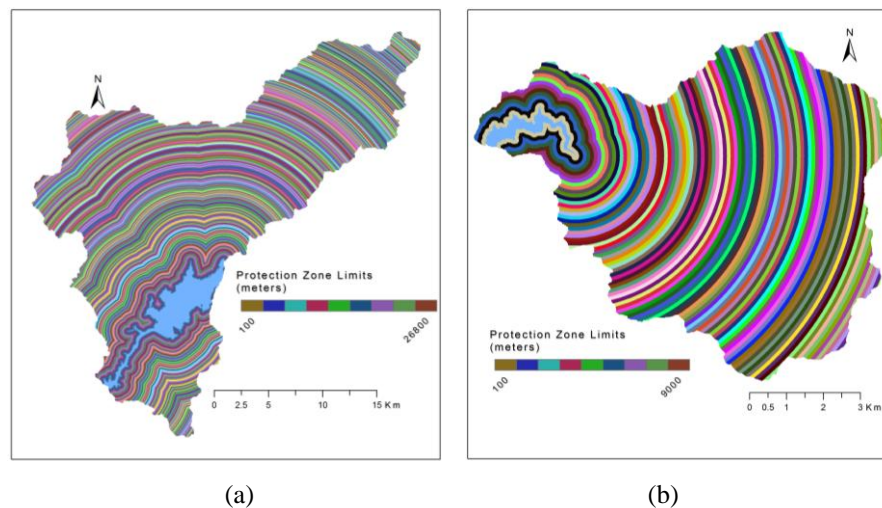 N
Protection Zone Limits
(meters)
100
26800
0 2.5 5 10 15 Km
(a)
N
Protection Zone Limits
(meters)
100
9000
0 0.5 1 2 3 Km
(b)